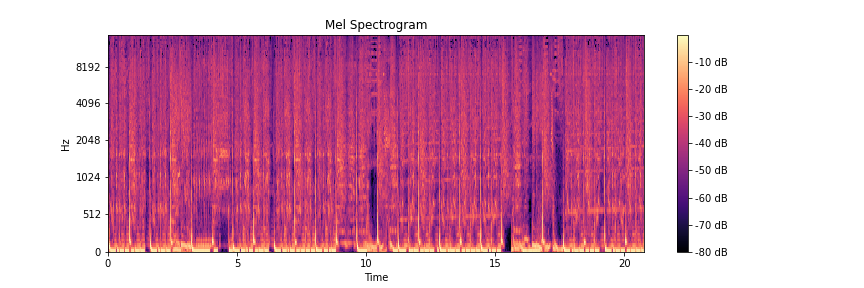 Mel Spectrogram
Hz
8192
4096
2048
1024
512
0
0
5
10
15
20
Time
-10 dB
-20 dB
-30 dB
-40 dB
-50 dB
-60 dB
-70 dB
-80 dB